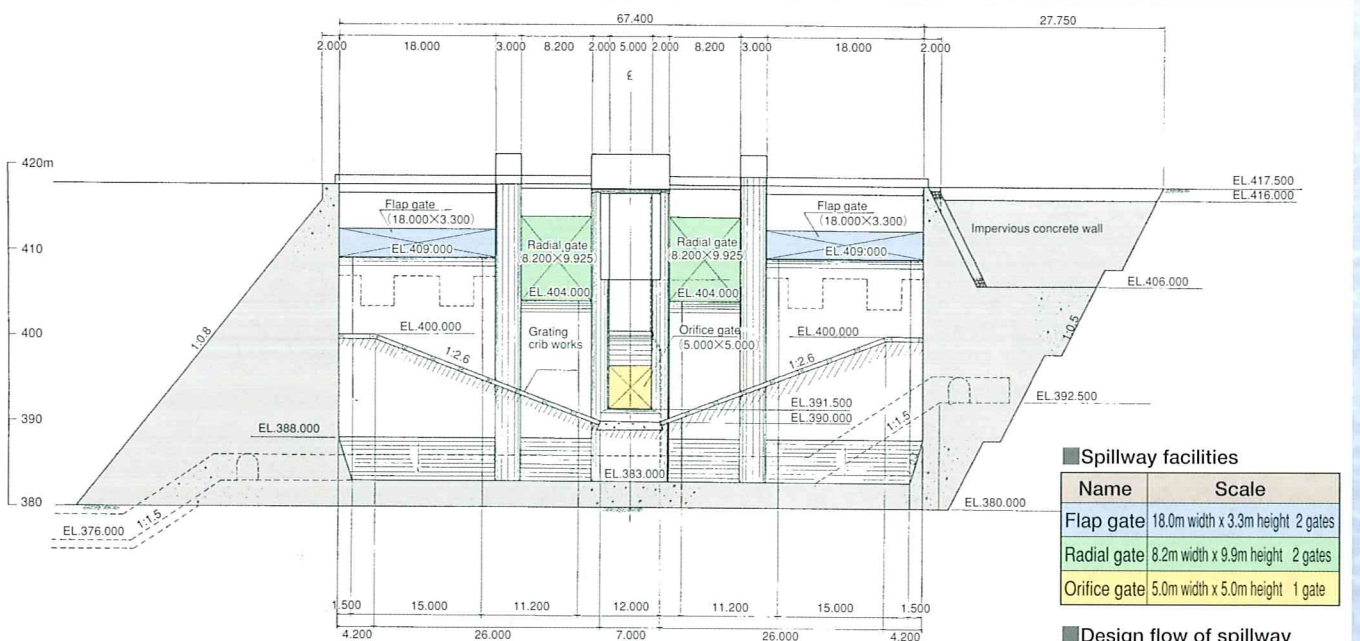 67.400
27.750
2.000 18.000 3.000 8.200 2.000 5.000 2.000 8.200 3.000 18.000 2.000
℄
420m
410
400
390
380
EL.417.500
EL.416.000
Flap gate
(18.000×3.300)
EL.409.000
Radial gate
8.200×9.925
EL.404.000
Radial gate
8.200×9.925
EL.404.000
Flap gate
(18.000×3.300)
EL.409.000
Impervious concrete wall
EL.406.000
1:0.8
EL.400.000
1:2.6
Grating
crib works
Orifice gate
(5.000×5.000)
EL.400.000
1:2.6
1:0.5
EL.391.500
EL.390.000
EL.392.500
1:1.5
EL.388.000
EL.383.000
EL.376.000
1:1.5
EL.380.000
1.500 15.000 11.200 12.000 11.200 15.000 1.500
4.200 26.000 7.000 26.000 4.200
Spillway facilities
Name Scale
Flap gate 18.0m width x 3.3m height 2 gates
Radial gate 8.2m width x 9.9m height 2 gates
Orifice gate 5.0m width x 5.0m height 1 gate
Design flow of spillway